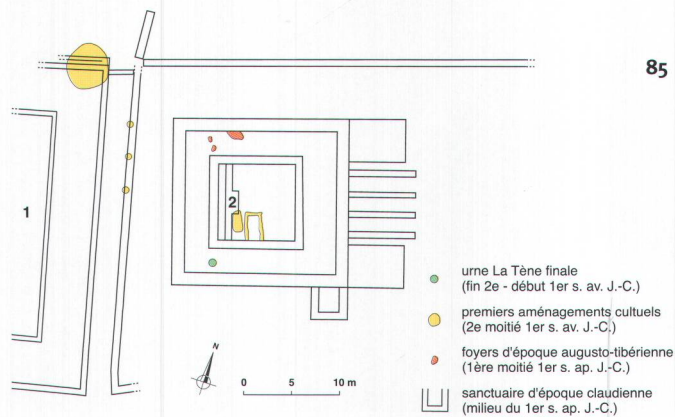 85
1
2
urne La Tène finale
(fin 2e - début 1er s. av. J.-C.)
premiers aménagements cultuels
(2e moitié 1er s. av. J.-C.)
foyers d'époque augusto-tibérienne
(1ère moitié 1er s. ap. J.-C.)
sanctuaire d'époque claudienne
(milieu du 1er s. ap. J.-C.)
N
0 5 10 m